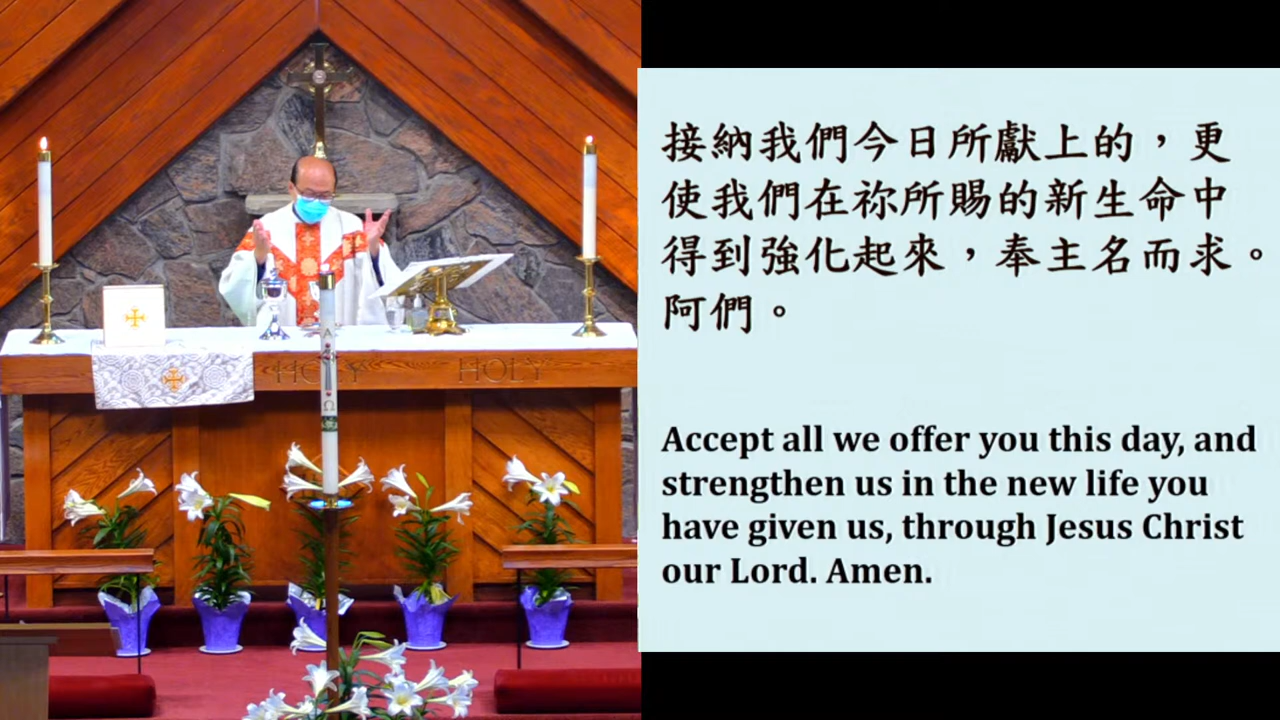 接納我們今日所獻上的，更
使我們在祢所賜的新生命中
得到強化起來，奉主名而求。
阿們。
Accept all we offer you this day, and
strengthen us in the new life you
have given us, through Jesus Christ
our Lord. Amen.
HOLY HOLY
Α
Ω